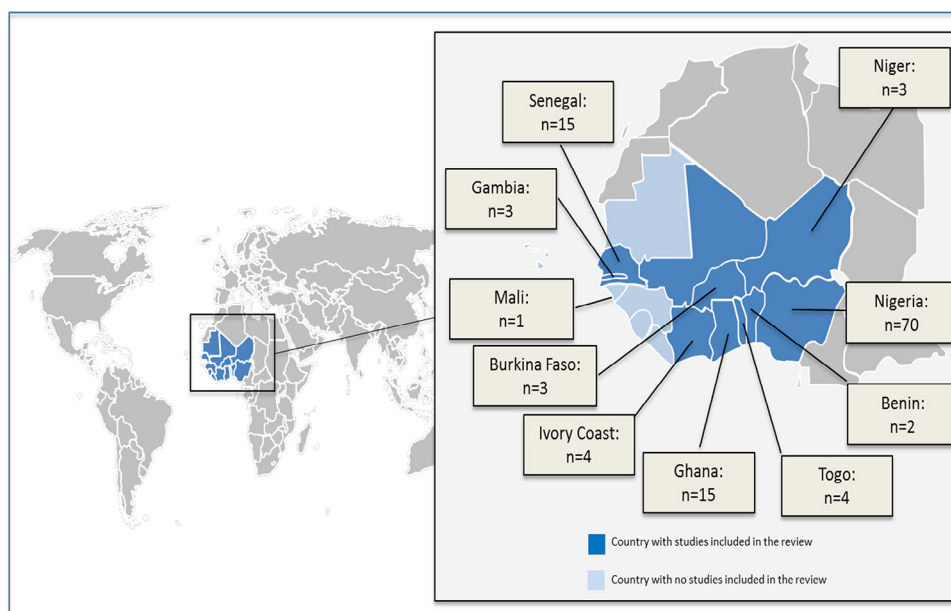 Niger:
n=3
Senegal:
n=15
Gambia:
n=3
Mali:
n=1
Nigeria:
n=70
Burkina Faso:
n=3
Benin:
n=2
Ivory Coast:
n=4
Ghana:
n=15
Togo:
n=4
Country with studies included in the review
Country with no studies included in the review